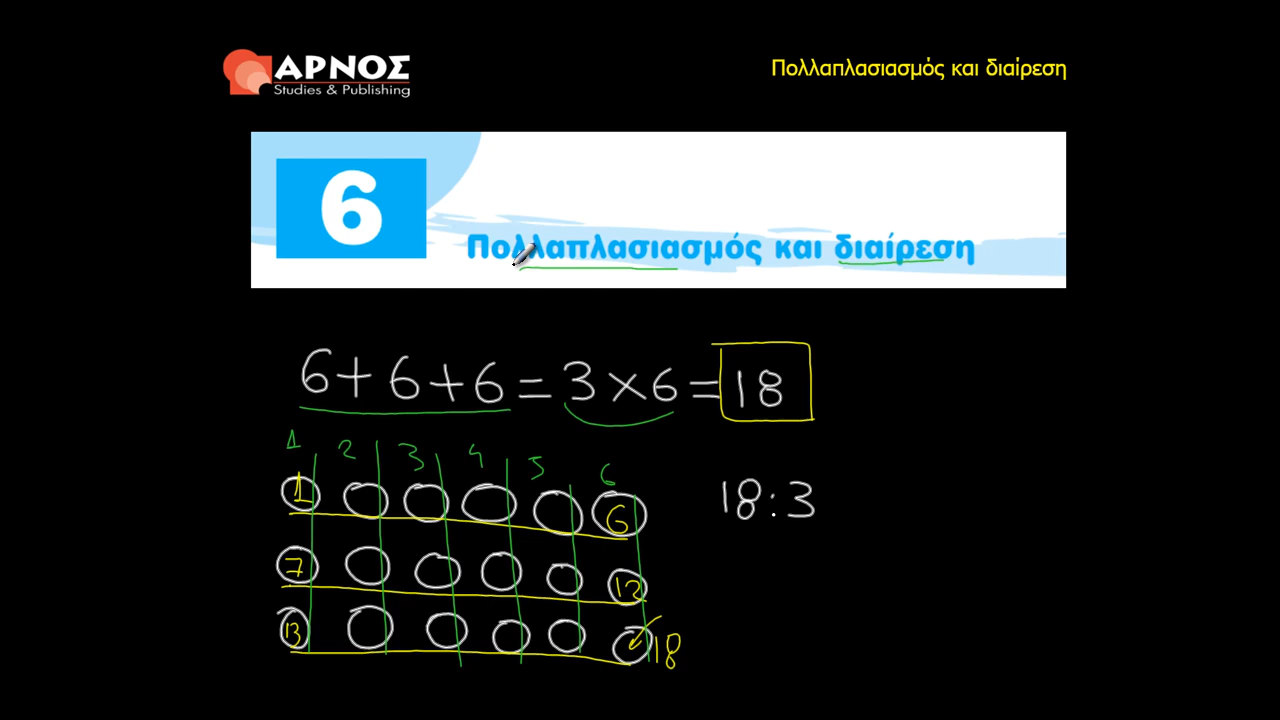 ΑΡΝΟΣ
Studies & Publishing
Πολλαπλασιασμός και διαίρεση
6
Πολλαπλασιασμός και διαίρεση
6+6+6=3×6=18
1 2 3 4 5 6
1 6
18:3
7 12
13 18